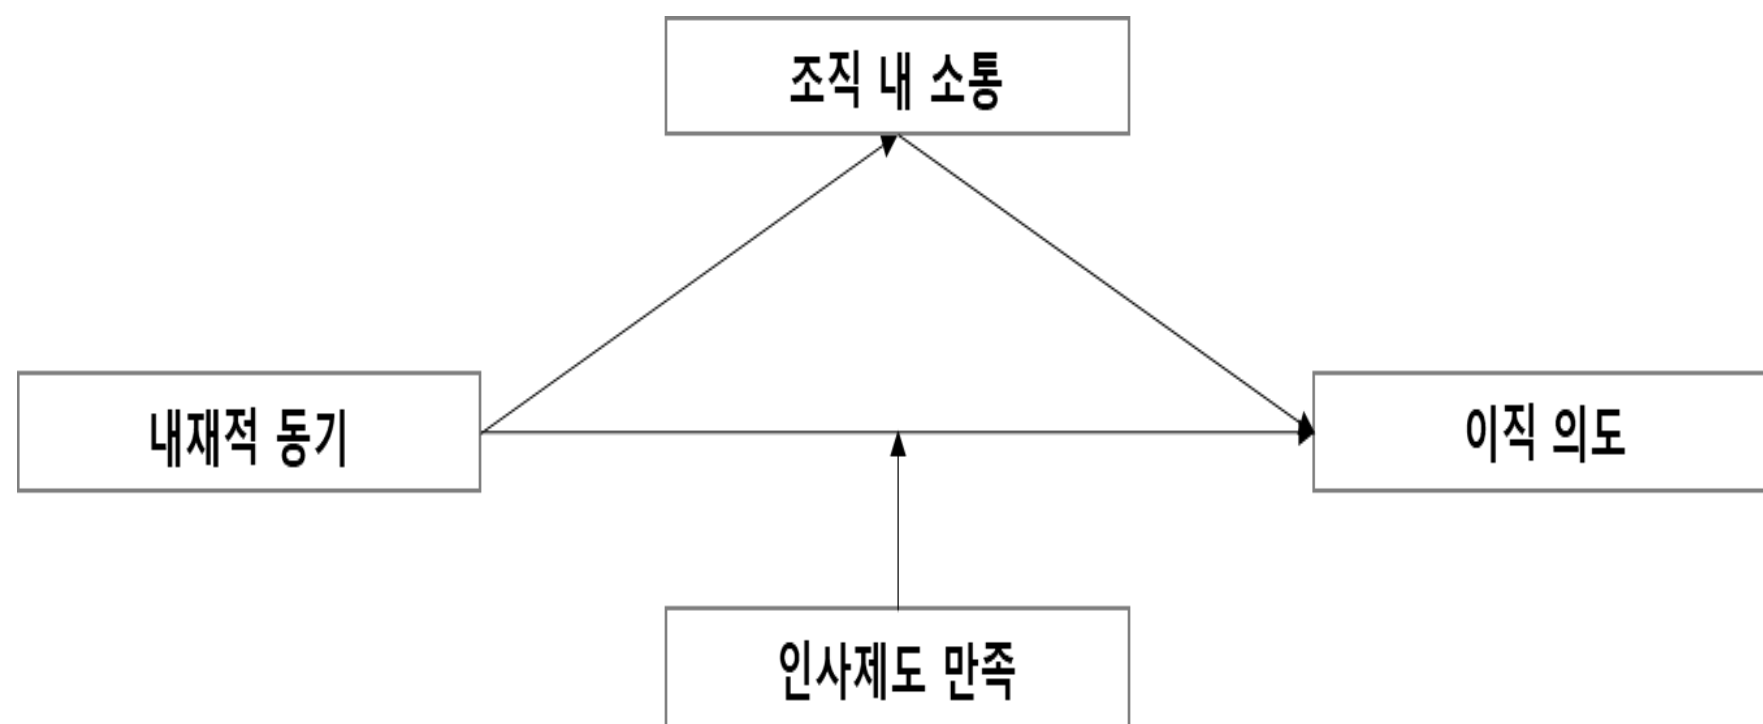 조직 내 소통
내재적 동기
이직 의도
인사제도 만족